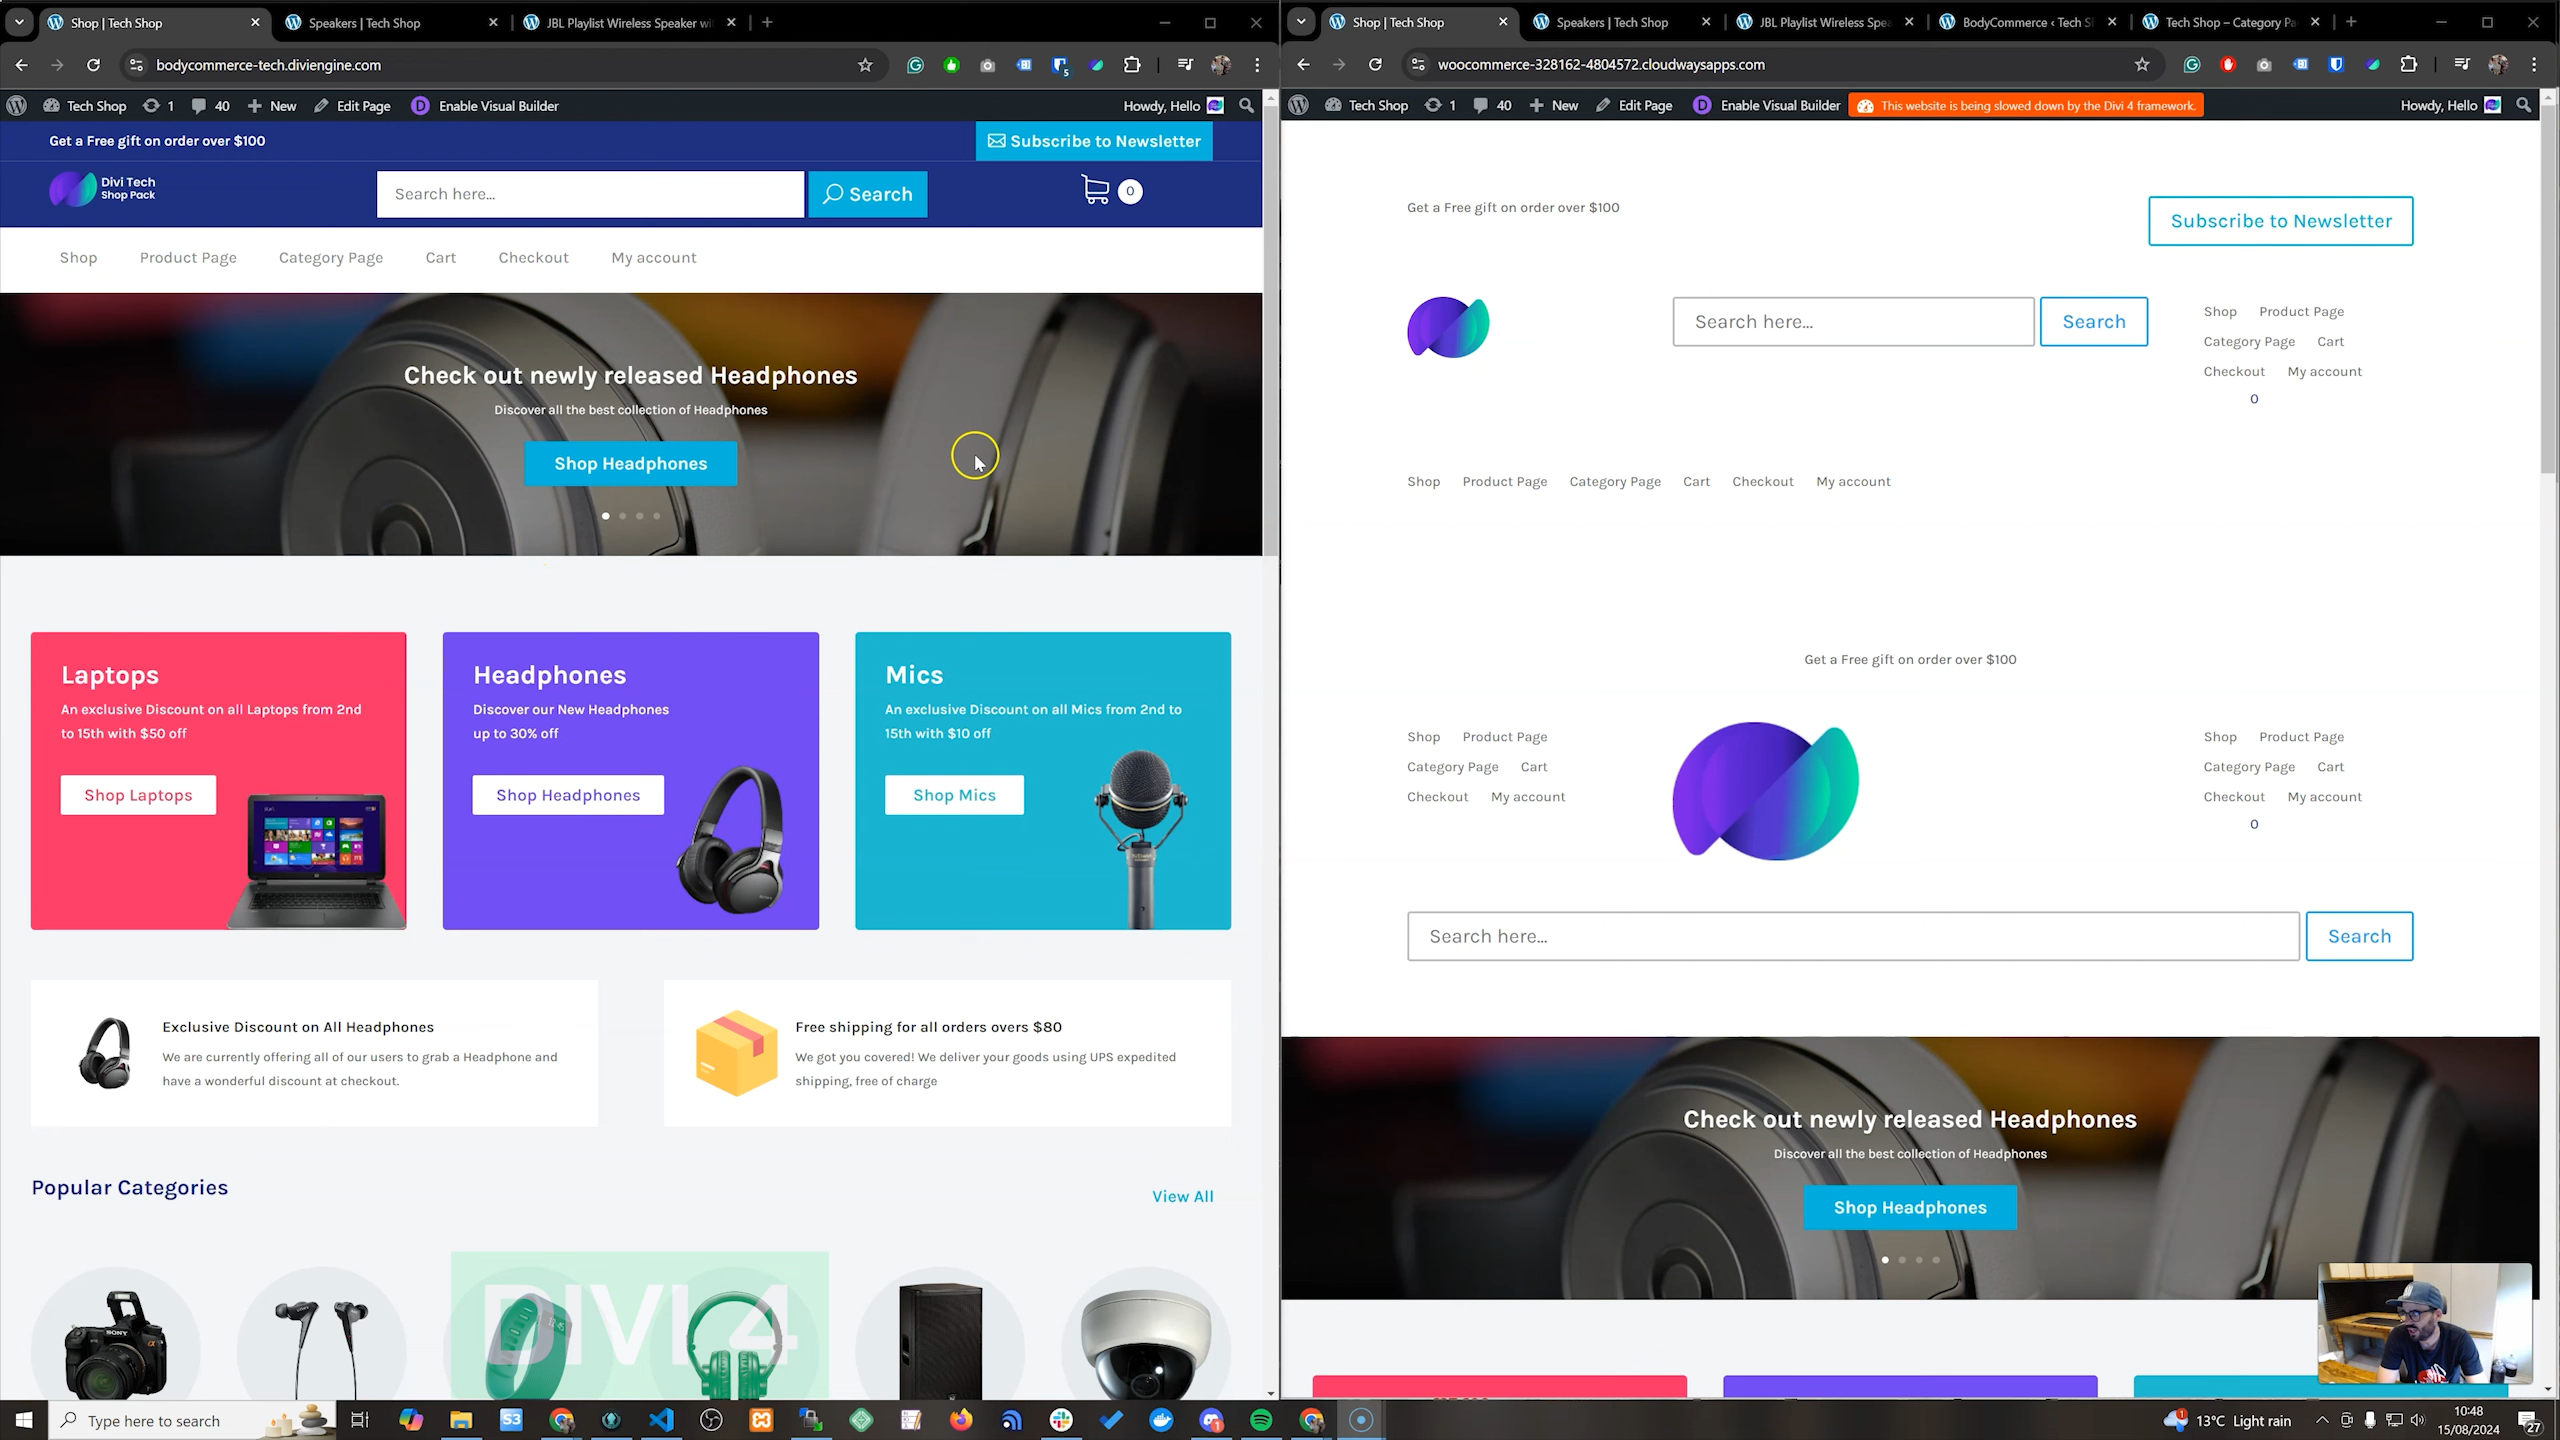 Shop | Tech Shop
Speakers | Tech Shop
JBL Playlist Wireless Speaker wi
bodycommerce-tech.diviengine.com
Tech Shop 1 40 New Edit Page Enable Visual Builder Howdy, Hello
Get a Free gift on order over $100
Subscribe to Newsletter
Divi Tech
Shop Pack
Search here...
Search
0
Shop Product Page Category Page Cart Checkout My account
Check out newly released Headphones
Discover all the best collection of Headphones
Shop Headphones
Laptops
An exclusive Discount on all Laptops from 2nd
to 15th with $50 off
Shop Laptops
Headphones
Discover our New Headphones
up to 30% off
Shop Headphones
Mics
An exclusive Discount on all Mics from 2nd to
15th with $10 off
Shop Mics
Exclusive Discount on All Headphones
We are currently offering all of our users to grab a Headphone and
have a wonderful discount at checkout.
Free shipping for all orders overs $80
We got you covered! We deliver your goods using UPS expedited
shipping, free of charge
Popular Categories
View All
SONY
DIVI 4
Shop | Tech Shop
Speakers | Tech Shop
JBL Playlist Wireless Spea
BodyCommerce ‹ Tech S
Tech Shop – Category Pa
woocommerce-328162-4804572.cloudwaysapps.com
Tech Shop 1 40 New Edit Page Enable Visual Builder This website is being slowed down by the Divi 4 framework. Howdy, Hello
Get a Free gift on order over $100
Subscribe to Newsletter
Search here...
Search
Shop Product Page
Category Page Cart
Checkout My account
0
Shop Product Page Category Page Cart Checkout My account
Get a Free gift on order over $100
Shop Product Page
Category Page Cart
Checkout My account
Shop Product Page
Category Page Cart
Checkout My account
0
Search here...
Search
Check out newly released Headphones
Discover all the best collection of Headphones
Shop Headphones
Type here to search
S3
13°C Light rain
10:48
15/08/2024
27